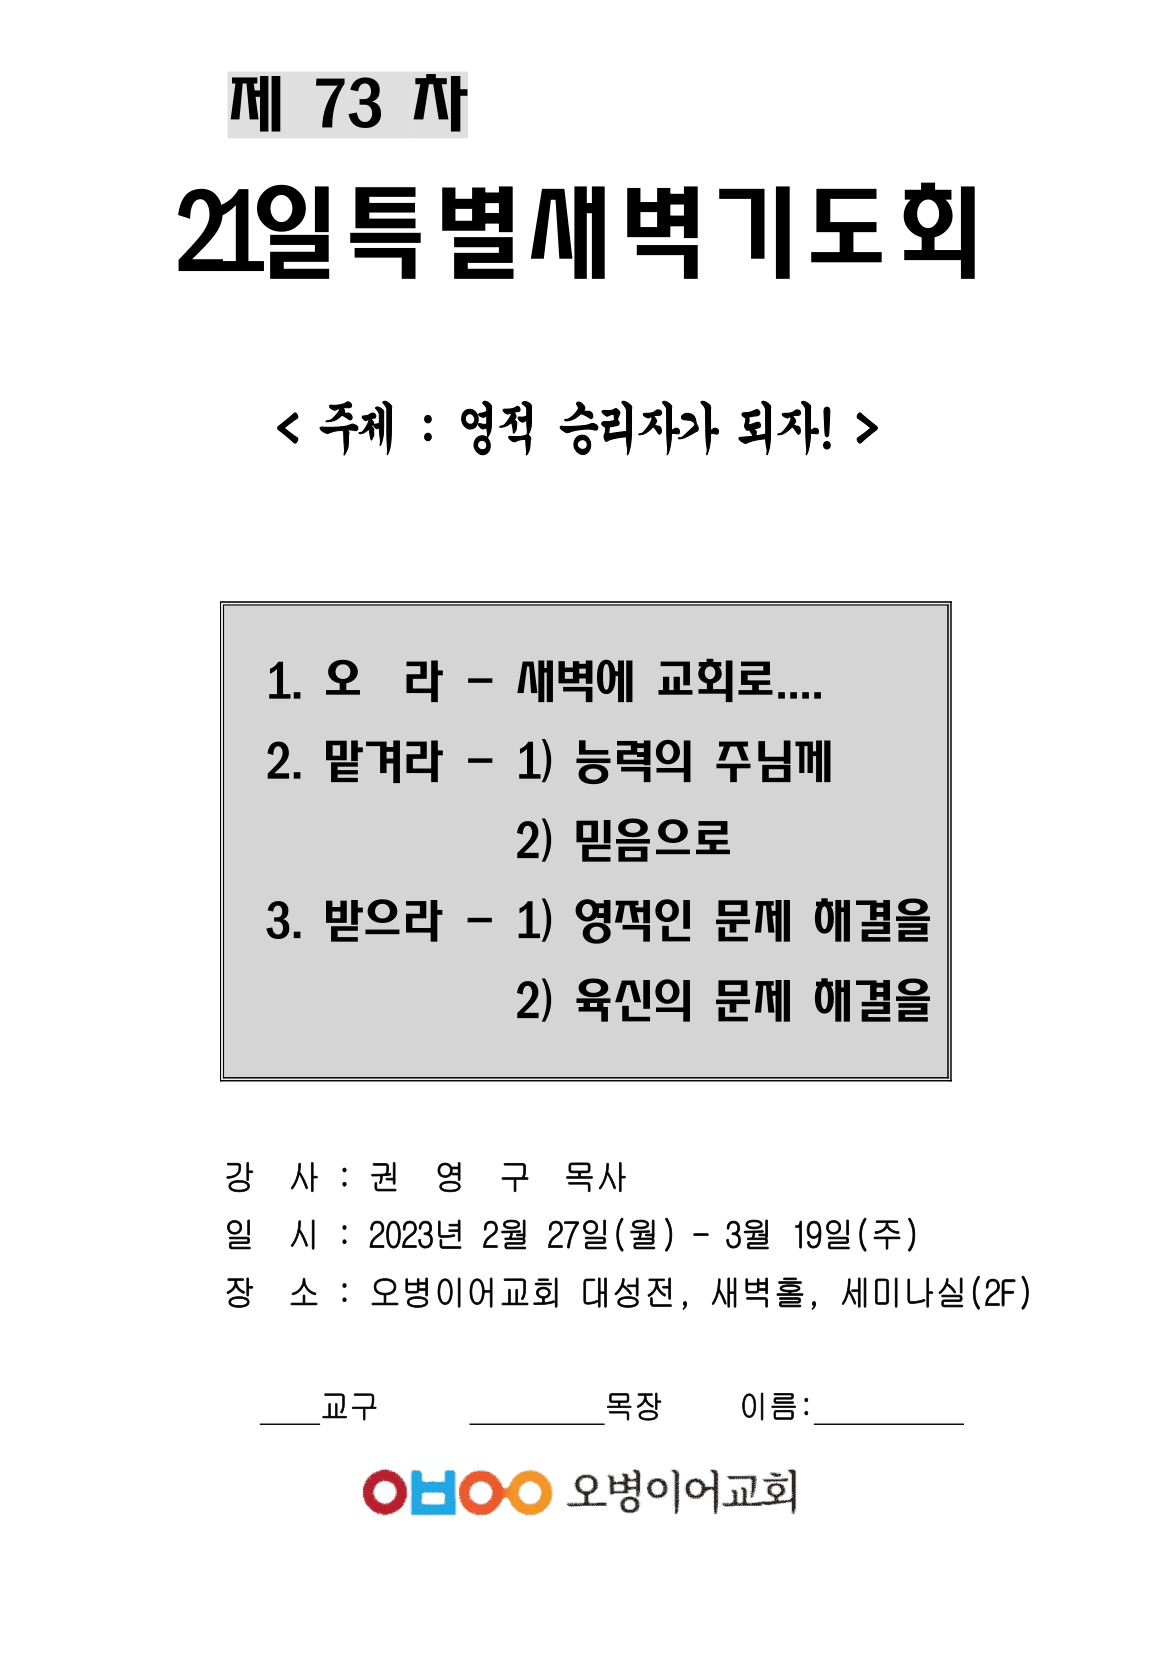 제 73 차
21일특별새벽기도회
< 주제 : 영적 승리자가 되자! >
1. 오 라 - 새벽에 교회로....
2. 맡겨라 - 1) 능력의 주님께
2) 믿음으로
3. 받으라 - 1) 영적인 문제 해결을
2) 육신의 문제 해결을
강 사 : 권 영 구 목사
일 시 : 2023년 2월 27일(월) - 3월 19일(주)
장 소 : 오병이어교회 대성전, 새벽홀, 세미나실(2F)
____교구 _________목장 이름:__________
오병이어교회